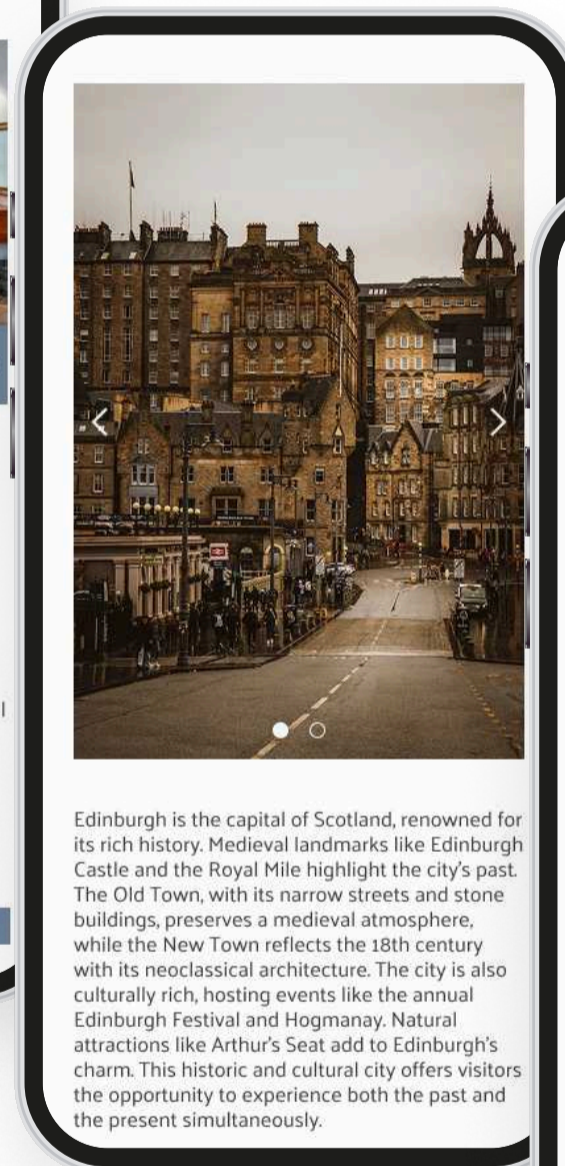 Edinburgh is the capital of Scotland, renowned for
its rich history. Medieval landmarks like Edinburgh
Castle and the Royal Mile highlight the city's past.
The Old Town, with its narrow streets and stone
buildings, preserves a medieval atmosphere,
while the New Town reflects the 18th century
with its neoclassical architecture. The city is also
culturally rich, hosting events like the annual
Edinburgh Festival and Hogmanay. Natural
attractions like Arthur's Seat add to Edinburgh's
charm. This historic and cultural city offers visitors
the opportunity to experience both the past and
the present simultaneously.